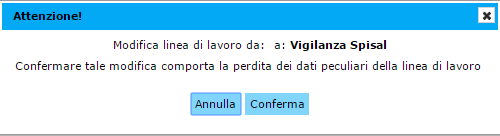 Attenzione!
Modifica linea di lavoro da: a: Vigilanza Spisal
Confermare tale modifica comporta la perdita dei dati peculiari della linea di lavoro
Annulla Conferma